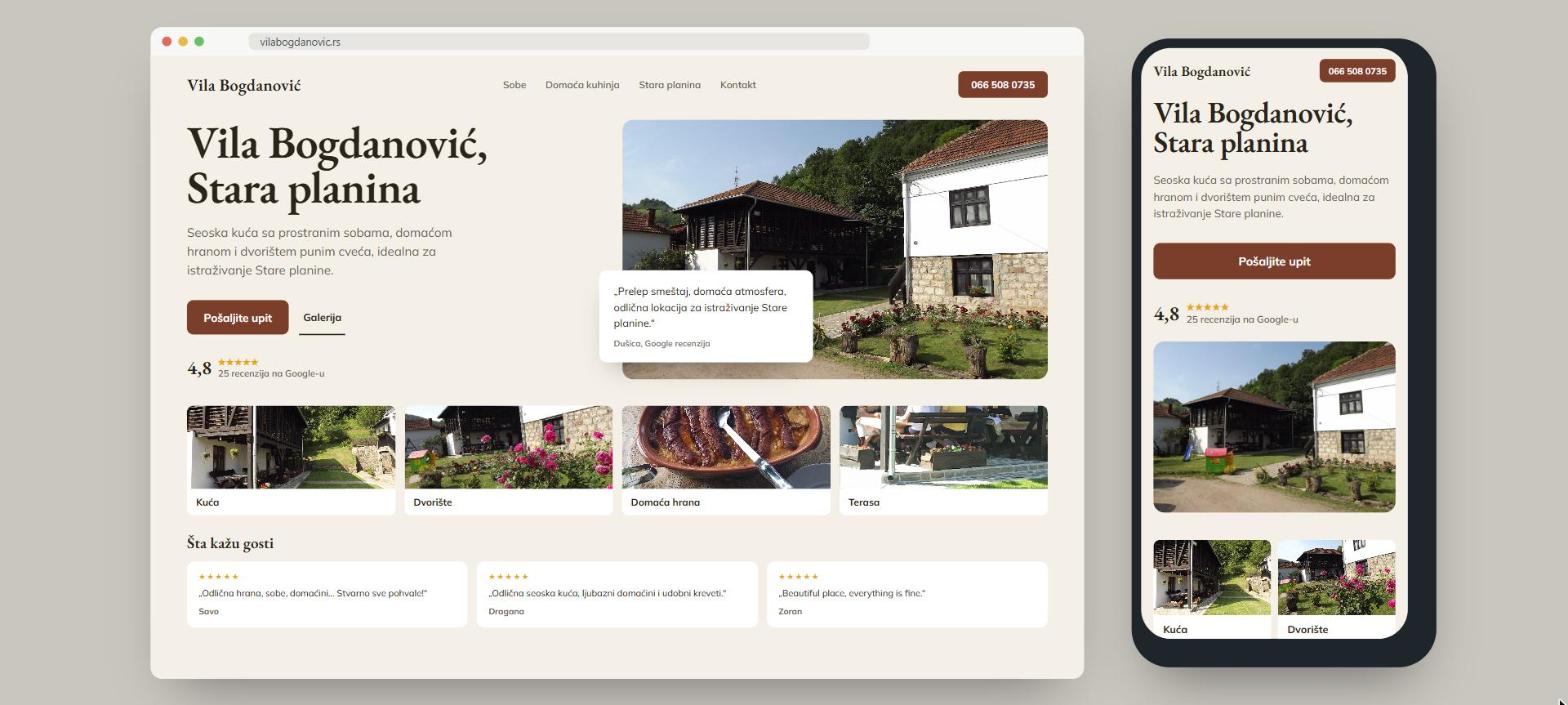 vilabogdanovic.rs
Vila Bogdanović
Sobe
Domaća kuhinja
Stara planina
Kontakt
066 508 0735
Vila Bogdanović,
Stara planina
Seoska kuća sa prostranim sobama, domaćom
hranom i dvorištem punim cveća, idealna za
istraživanje Stare planine.
Pošaljite upit
Galerija
4,8
★★★★★
25 recenzija na Google-u
„Prelep smeštaj, domaća atmosfera,
odlična lokacija za istraživanje Stare
planine.“
Dušica, Google recenzija
Kuća
Dvorište
Domaća hrana
Terasa
Šta kažu gosti
★★★★★
„Odlična hrana, sobe, domaćini... Stvarno sve pohvale!“
Savo
★★★★★
„Odlična seoska kuća, ljubazni domaćini i udobni kreveti.“
Dragana
★★★★★
„Beautiful place, everything is fine.“
Zoran
Vila Bogdanović
066 508 0735
Vila Bogdanović,
Stara planina
Seoska kuća sa prostranim sobama, domaćom
hranom i dvorištem punim cveća, idealna za
istraživanje Stare planine.
Pošaljite upit
4,8
★★★★★
25 recenzija na Google-u
Kuća
Dvorište